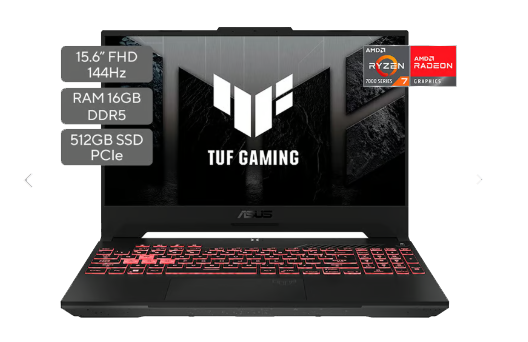 15.6” FHD
144Hz
RAM 16GB
DDR5
512GB SSD
PCIe
AMD
RYZEN
7000 SERIES 7
AMD
RADEON
GRAPHICS
TUF GAMING
ASUS